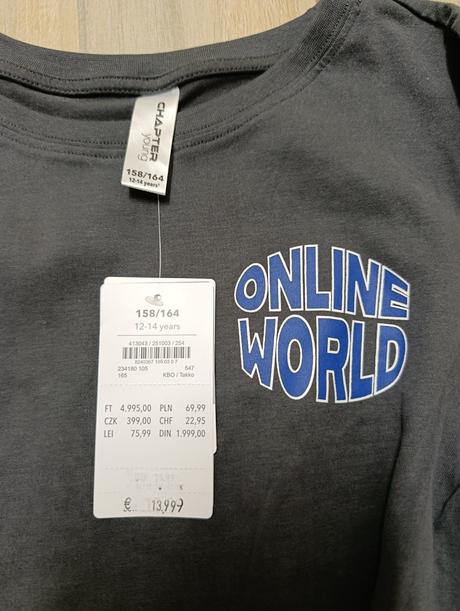 CHAPTER
young
158/164
12-14 years
158/164
12-14 years
413043 / 251003 / 254
234180 105 547
165 KBO / Takko
FT 4.995,00 PLN 69,99
CZK 399,00 CHF 22,95
LEI 75,99 DIN 1.999,00
€ 13,99
ONLINE
WORLD